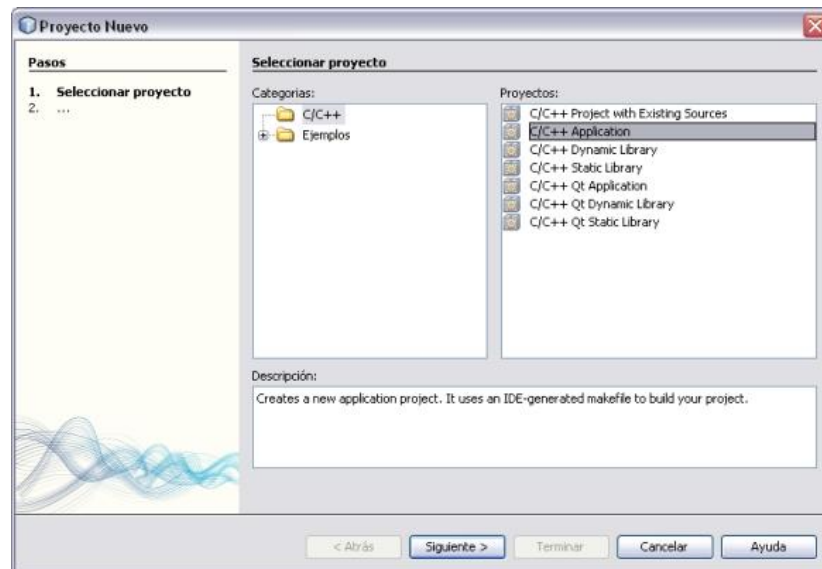 Proyecto Nuevo
Pasos
1. Seleccionar proyecto
2. ...
Seleccionar proyecto
Categorias:
C/C++
Ejemplos
Proyectos:
C/C++ Project with Existing Sources
C/C++ Application
C/C++ Dynamic Library
C/C++ Static Library
C/C++ Qt Application
C/C++ Qt Dynamic Library
C/C++ Qt Static Library
Descripción:
Creates a new application project. It uses an IDE-generated makefile to build your project.
< Atrás
Siguiente >
Terminar
Cancelar
Ayuda